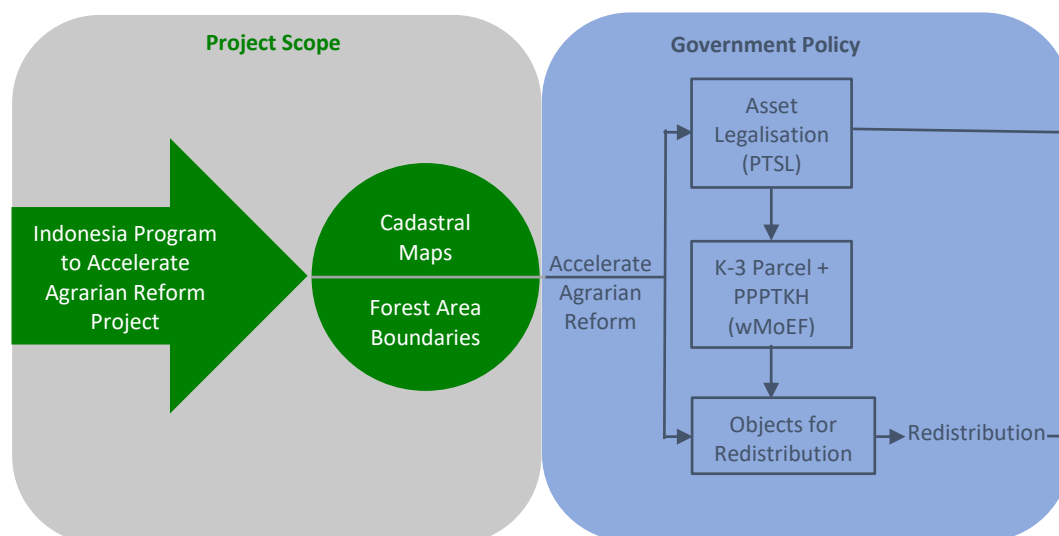 Project Scope
Government Policy
Indonesia Program
to Accelerate
Agrarian Reform
Project
Cadastral
Maps
Forest Area
Boundaries
Accelerate
Agrarian
Reform
Asset
Legalisation
(PTSL)
K-3 Parcel +
PPPTKH
(wMoEF)
Objects for
Redistribution
Redistribution